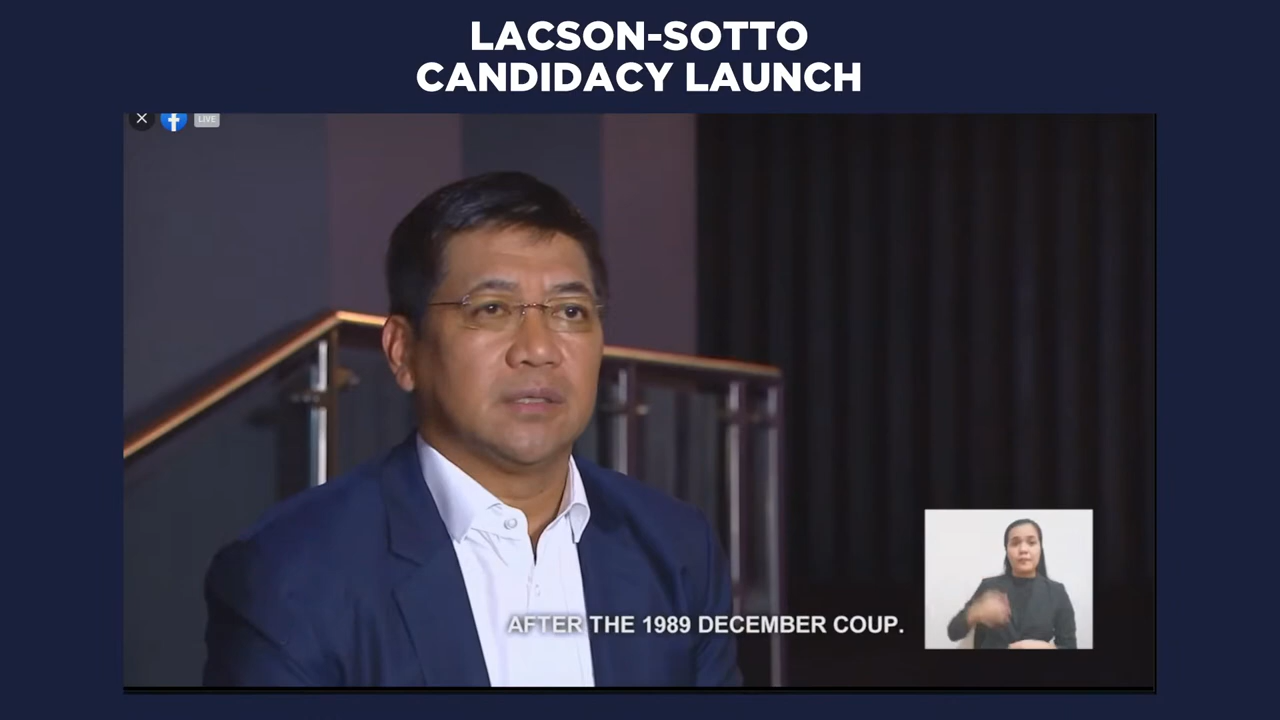 LACSON-SOTTO
CANDIDACY LAUNCH
LIVE
AFTER THE 1989 DECEMBER COUP.